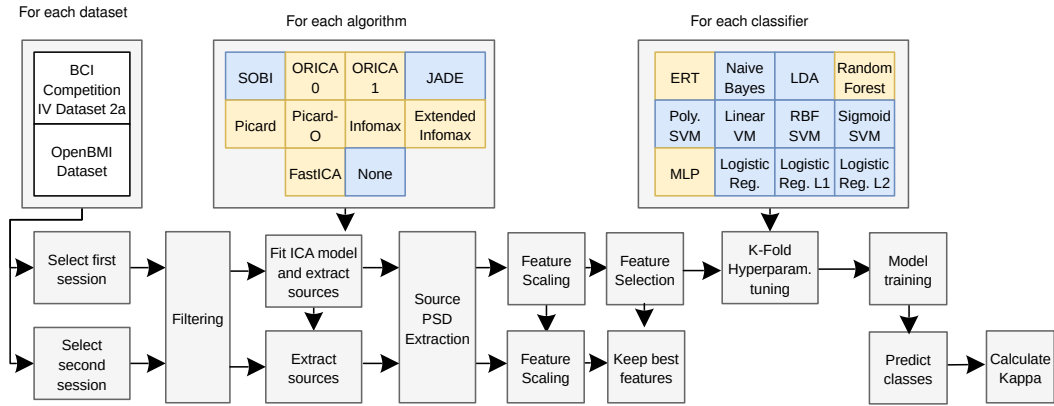 For each dataset
For each algorithm
For each classifier
BCI
Competition
IV Dataset 2a
OpenBMI
Dataset
SOBI
ORICA
0
ORICA
1
JADE
Picard
Picard-
O
Infomax
Extended
Infomax
FastICA
None
ERT
Naive
Bayes
LDA
Random
Forest
Poly.
SVM
Linear
VM
RBF
SVM
Sigmoid
SVM
MLP
Logistic
Reg.
Logistic
Reg. L1
Logistic
Reg. L2
Select first
session
Select
second
session
Filtering
Fit ICA model
and extract
sources
Extract
sources
Source
PSD
Extraction
Feature
Scaling
Feature
Scaling
Feature
Selection
Keep best
features
K-Fold
Hyperparam.
tuning
Model
training
Predict
classes
Calculate
Kappa